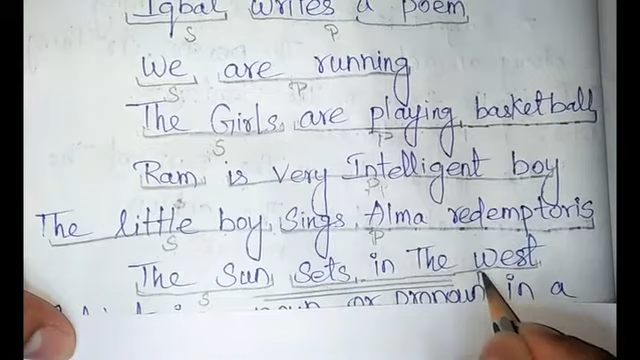 Iqbal writes a poem
S P
We are running
S P
The Girls are playing basketball
S P
Ram is very Intelligent boy
S P
The little boy Sings Alma redemptoris
S P
The Sun Sets in The west
S
noun or pronoun in a